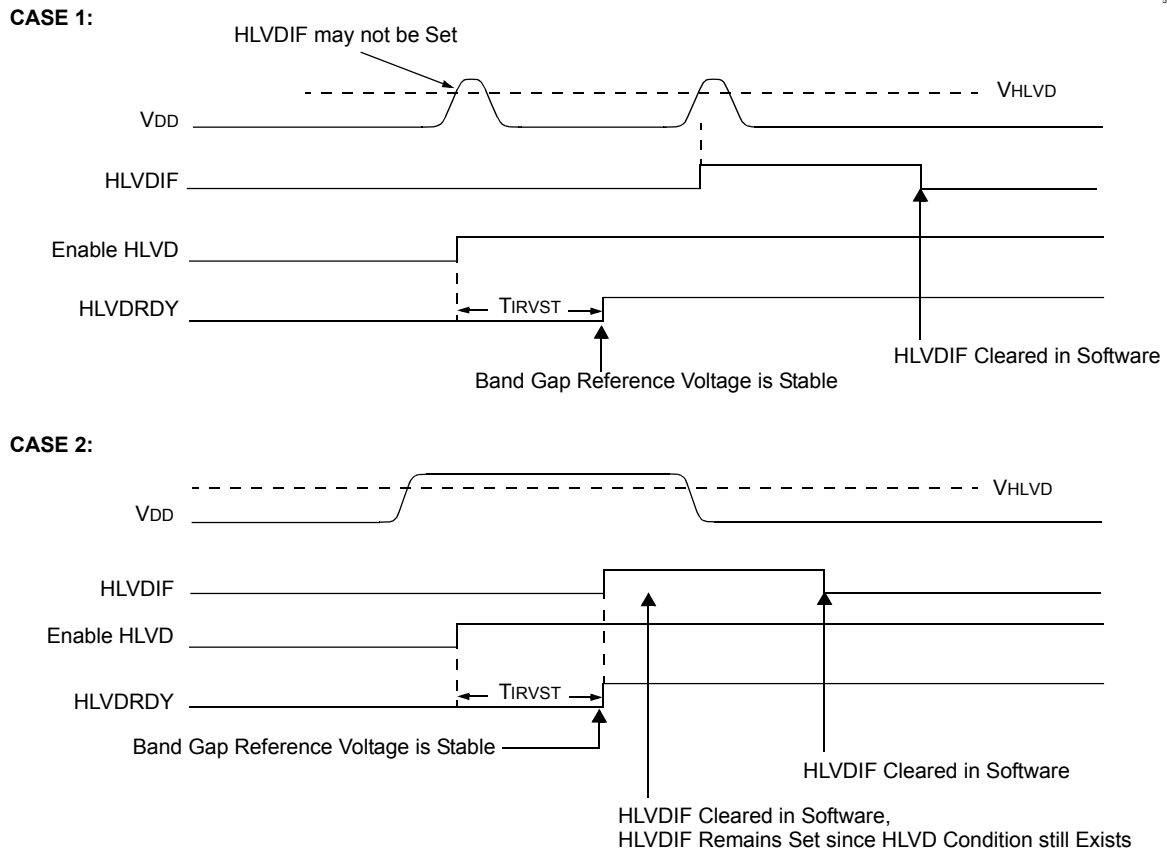 CASE 1:
HLVDIF may not be Set
VHLVD
VDD
HLVDIF
Enable HLVD
HLVDRDY
TIRVST
HLVDIF Cleared in Software
Band Gap Reference Voltage is Stable
CASE 2:
VHLVD
VDD
HLVDIF
Enable HLVD
HLVDRDY
TIRVST
Band Gap Reference Voltage is Stable
HLVDIF Cleared in Software
HLVDIF Cleared in Software,
HLVDIF Remains Set since HLVD Condition still Exists